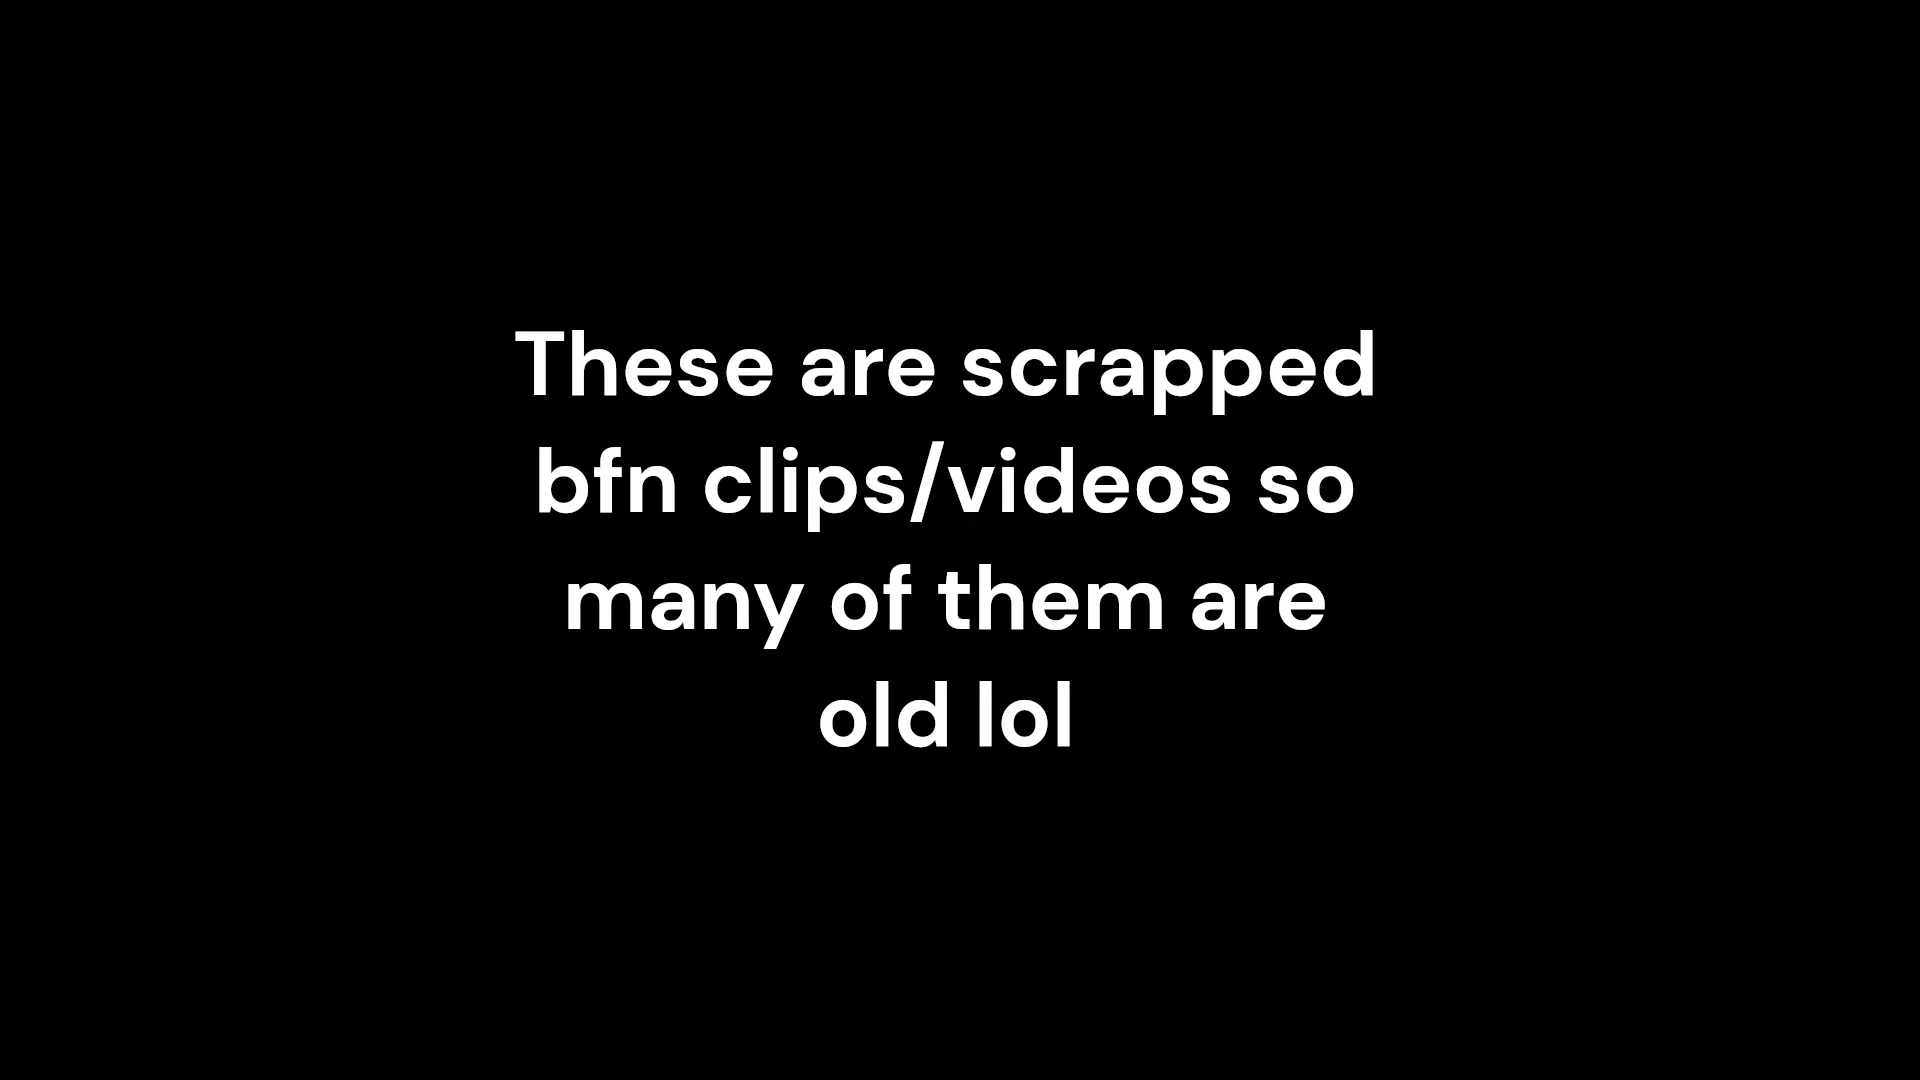 These are scrapped
bfn clips/videos so
many of them are
old lol